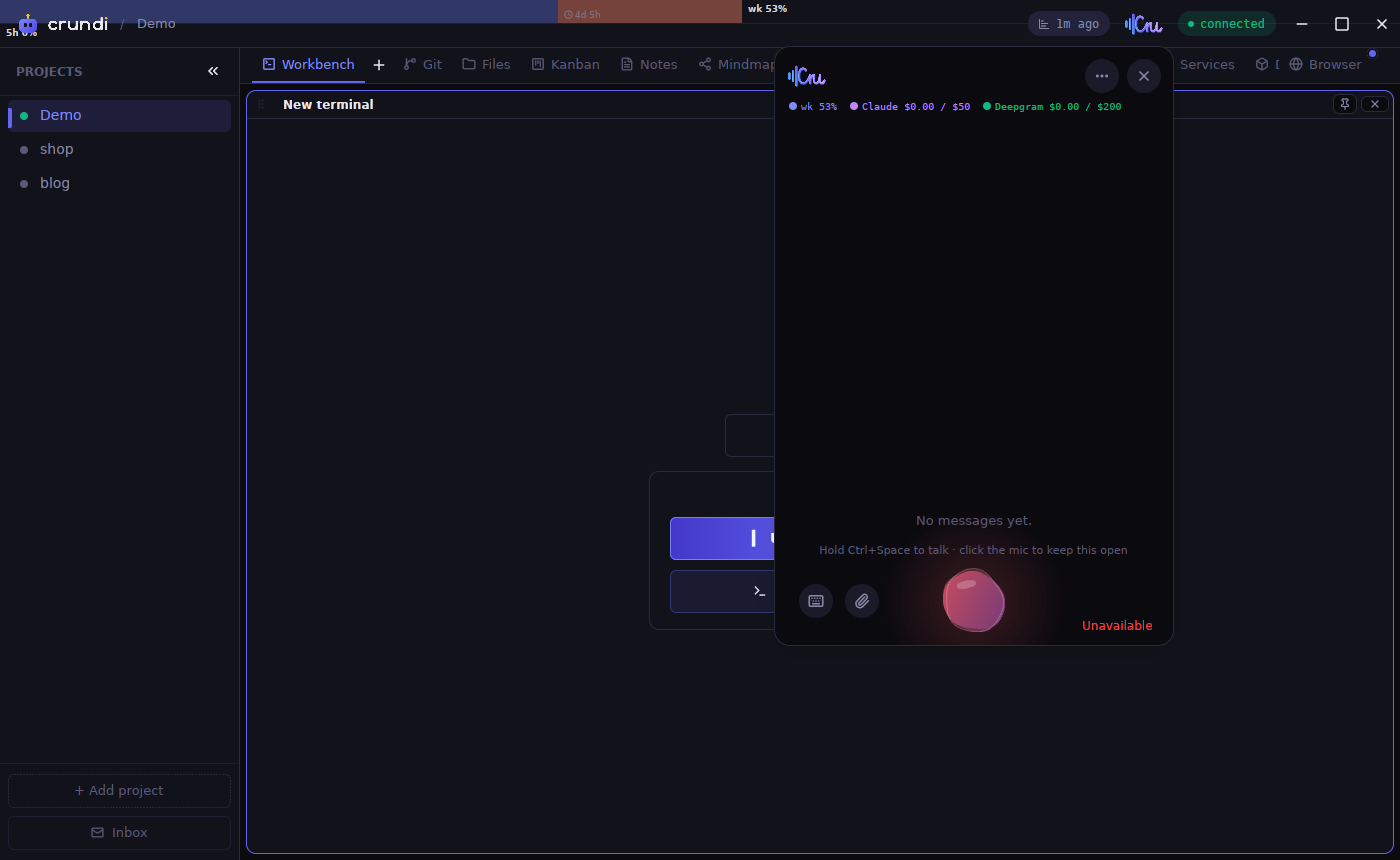 4d 5h
wk 53%
5h 0%
crundi / Demo
1m ago
Cru
connected
PROJECTS
Workbench
Git
Files
Kanban
Notes
Mindmap
Services
Browser
Demo
shop
blog
New terminal
Cru
wk 53%
Claude $0.00 / $50
Deepgram $0.00 / $200
No messages yet.
Hold Ctrl+Space to talk · click the mic to keep this open
Unavailable
+ Add project
Inbox